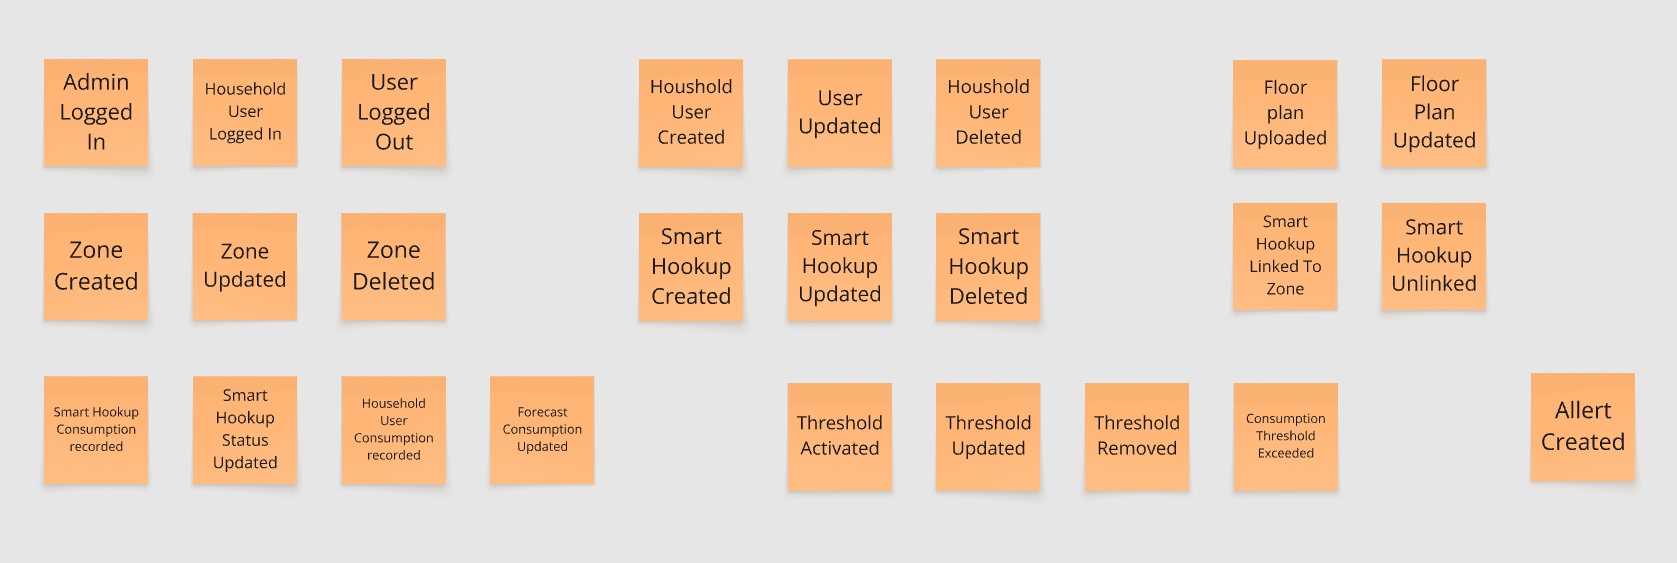 Admin
Logged
In
Household
User
Logged In
User
Logged
Out
Houshold
User
Created
User
Updated
Houshold
User
Deleted
Floor
plan
Uploaded
Floor
Plan
Updated
Zone
Created
Zone
Updated
Zone
Deleted
Smart
Hookup
Created
Smart
Hookup
Updated
Smart
Hookup
Deleted
Smart
Hookup
Linked To
Zone
Smart
Hookup
Unlinked
Smart Hookup
Consumption
recorded
Smart
Hookup
Status
Updated
Household
User
Consumption
recorded
Forecast
Consumption
Updated
Threshold
Activated
Threshold
Updated
Threshold
Removed
Consumption
Threshold
Exceeded
Allert
Created